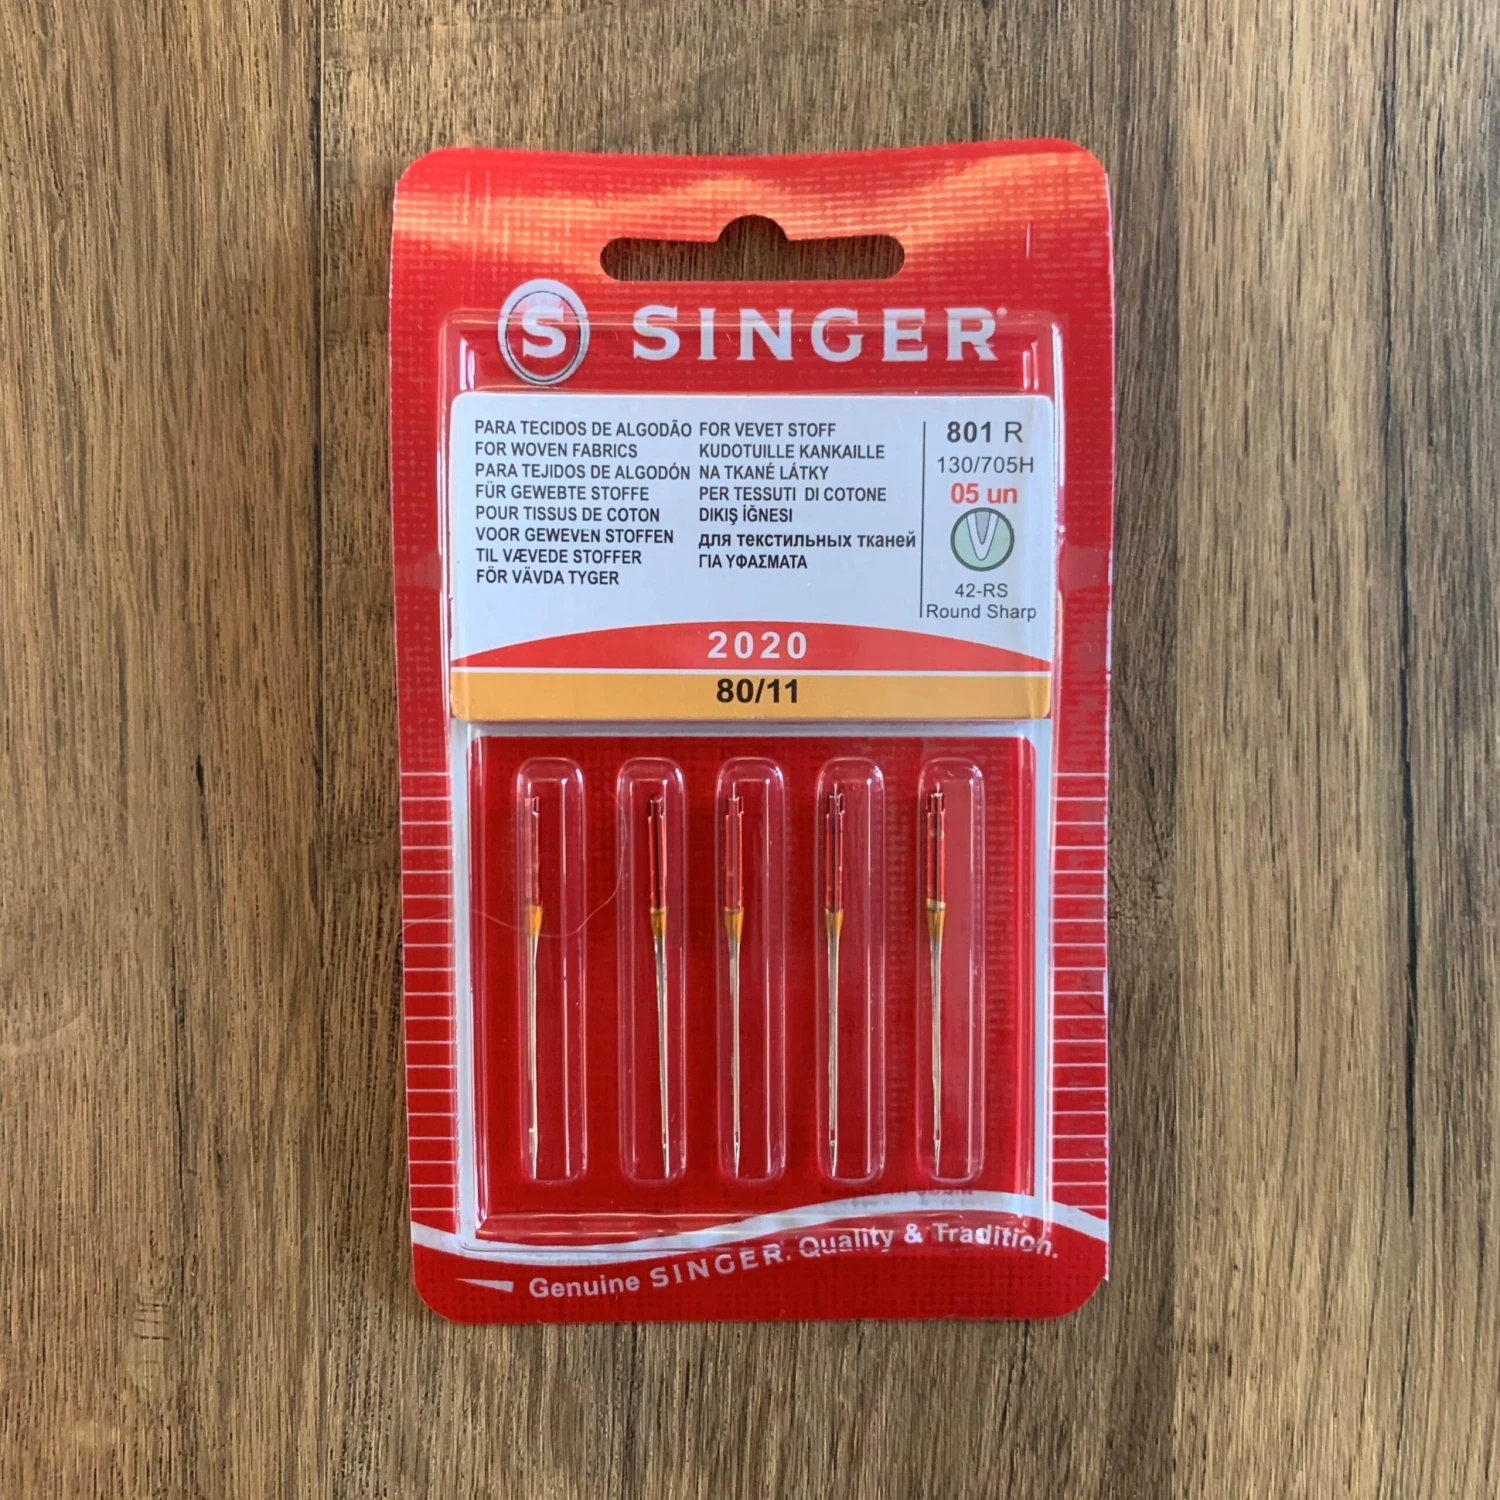 S SINGER®
PARA TECIDOS DE ALGODÃO
FOR WOVEN FABRICS
PARA TEJIDOS DE ALGODÓN
FÜR GEWEBTE STOFFE
POUR TISSUS DE COTON
VOOR GEWEVEN STOFFEN
TIL VÆVEDE STOFFER
FÖR VÄVDA TYGER
FOR VEVET STOFF
KUDOTUILLE KANKAILLE
NA TKANÉ LÁTKY
PER TESSUTI DI COTONE
DIKIŞ İĞNESI
для текстильных тканей
ΓΙΑ ΥΦΑΣΜΑΤΑ
801 R
130/705H
05 un
42-RS
Round Sharp
2020
80/11
Genuine SINGER. Quality & Tradition.